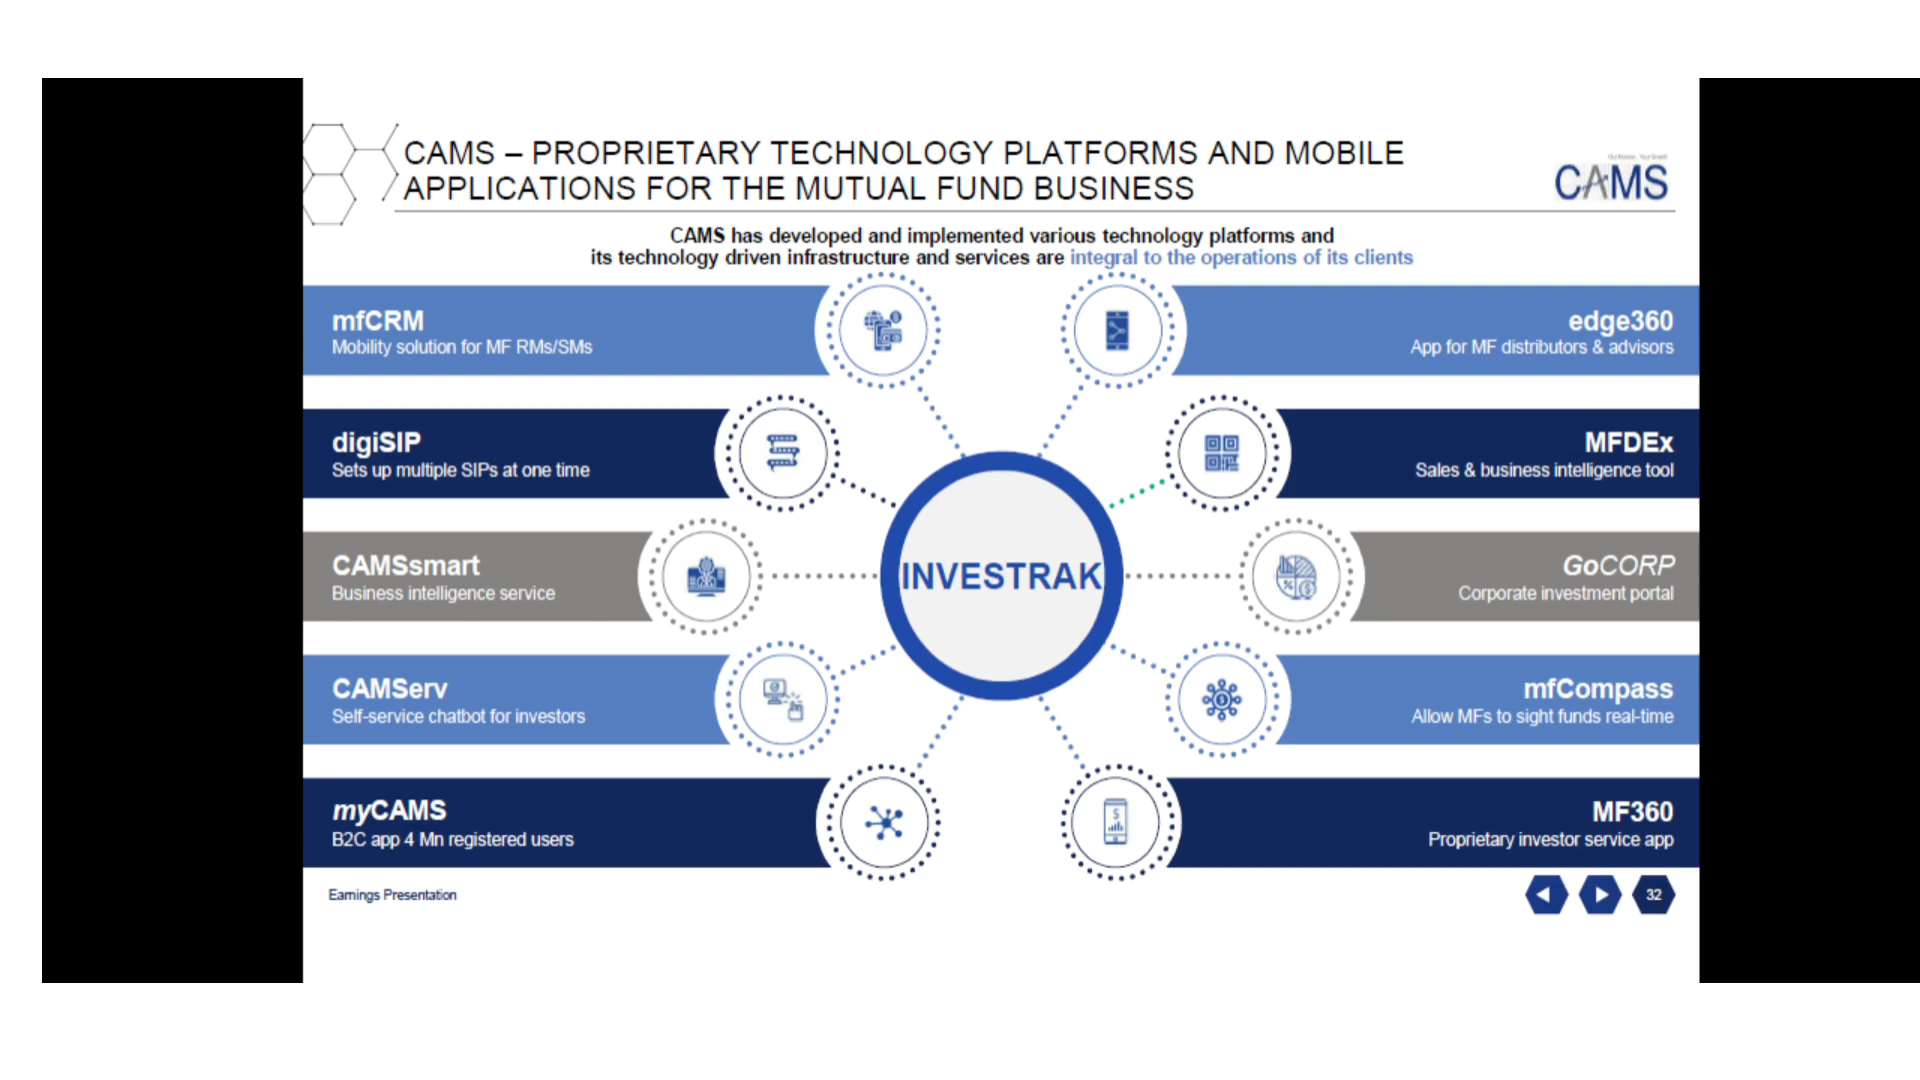 CAMS – PROPRIETARY TECHNOLOGY PLATFORMS AND MOBILE
APPLICATIONS FOR THE MUTUAL FUND BUSINESS
CAMS
CAMS has developed and implemented various technology platforms and
its technology driven infrastructure and services are integral to the operations of its clients
mfCRM
Mobility solution for MF RMs/SMs
edge360
App for MF distributors & advisors
digiSIP
Sets up multiple SIPs at one time
MFDEx
Sales & business intelligence tool
CAMSsmart
Business intelligence service
INVESTRAK
GoCORP
Corporate investment portal
CAMServ
Self-service chatbot for investors
mfCompass
Allow MFs to sight funds real-time
myCAMS
B2C app 4 Mn registered users
MF360
Proprietary investor service app
Earnings Presentation
32